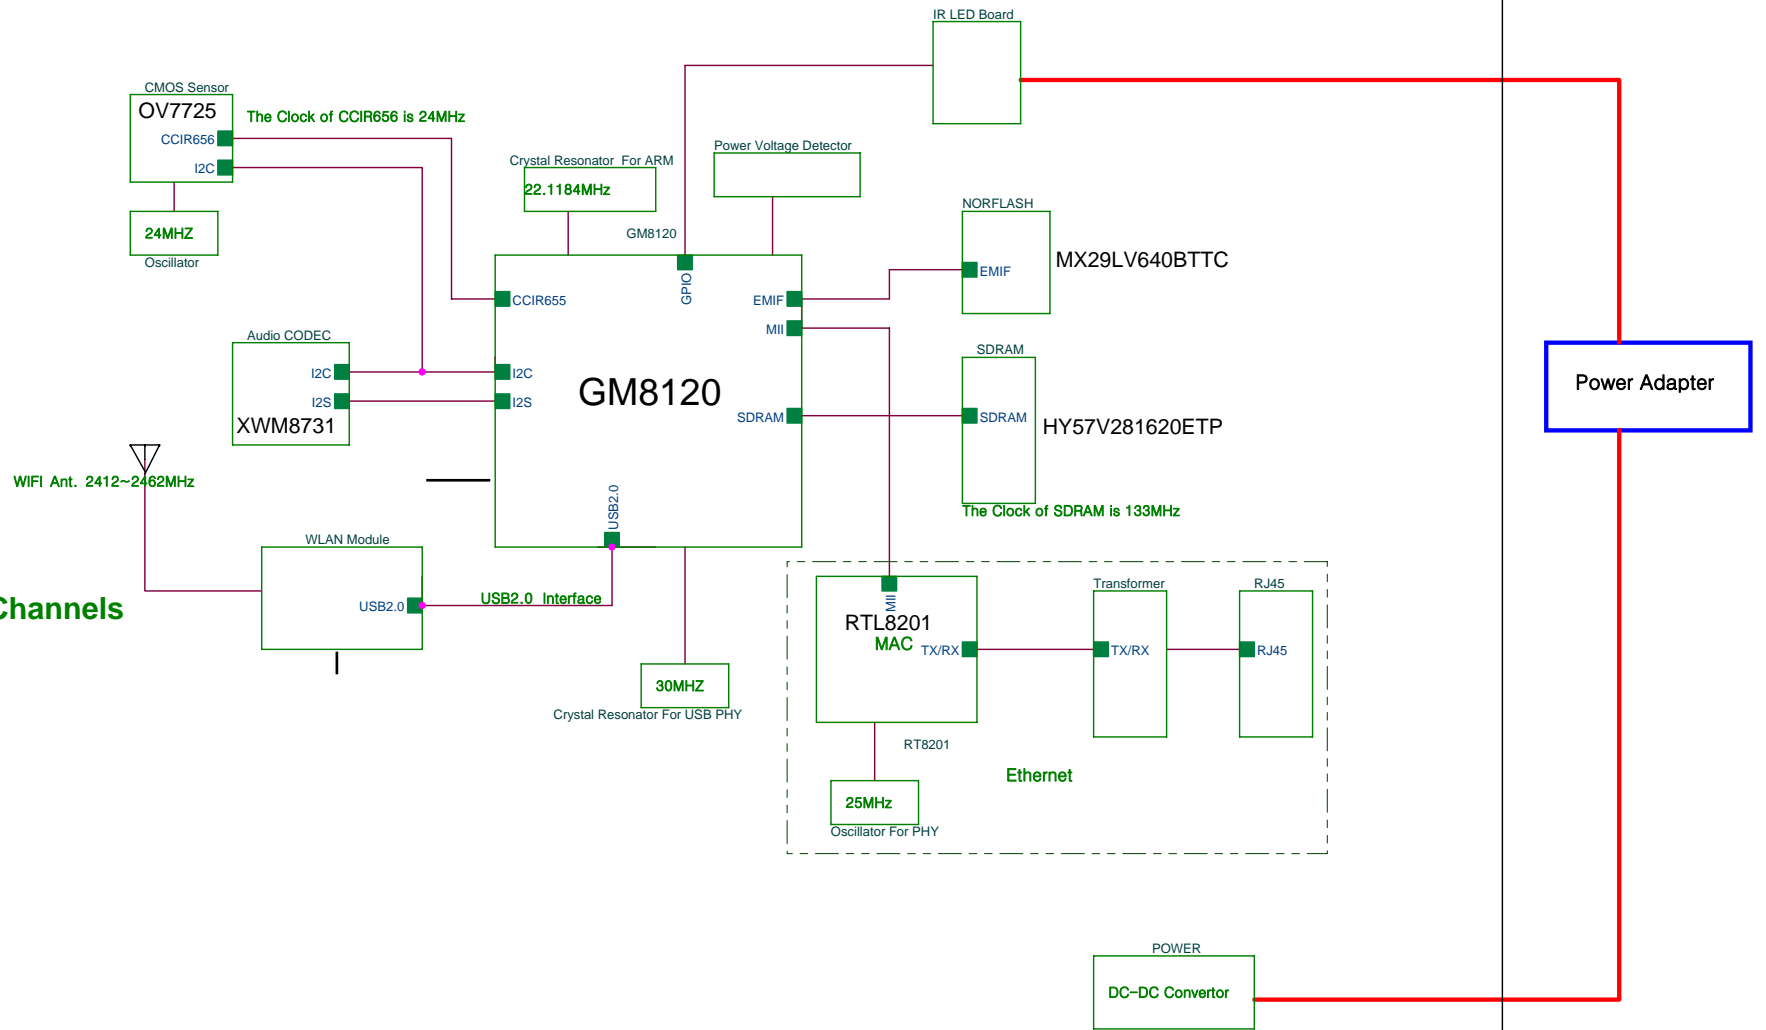 IR LED Board
CMOS Sensor
OV7725
The Clock of CCIR656 is 24MHz
CCIR656
I2C
Crystal Resonator For ARM
22.1184MHz
Power Voltage Detector
24MHZ
Oscillator
GM8120
NORFLASH
MX29LV640BTTC
EMIF
GPIO
CCIR655
EMIF
MII
Audio CODEC
I2C
I2S
XWM8731
I2C
I2S
GM8120
SDRAM
SDRAM
SDRAM
HY57V281620ETP
The Clock of SDRAM is 133MHz
Power Adapter
WIFI Ant. 2412~2462MHz
USB2.0
WLAN Module
USB2.0
USB2.0 Interface
Channels
30MHZ
Crystal Resonator For USB PHY
MII
RTL8201
MAC
TX/RX
Transformer
TX/RX
RJ45
RJ45
RT8201
Ethernet
25MHz
Oscillator For PHY
POWER
DC-DC Convertor